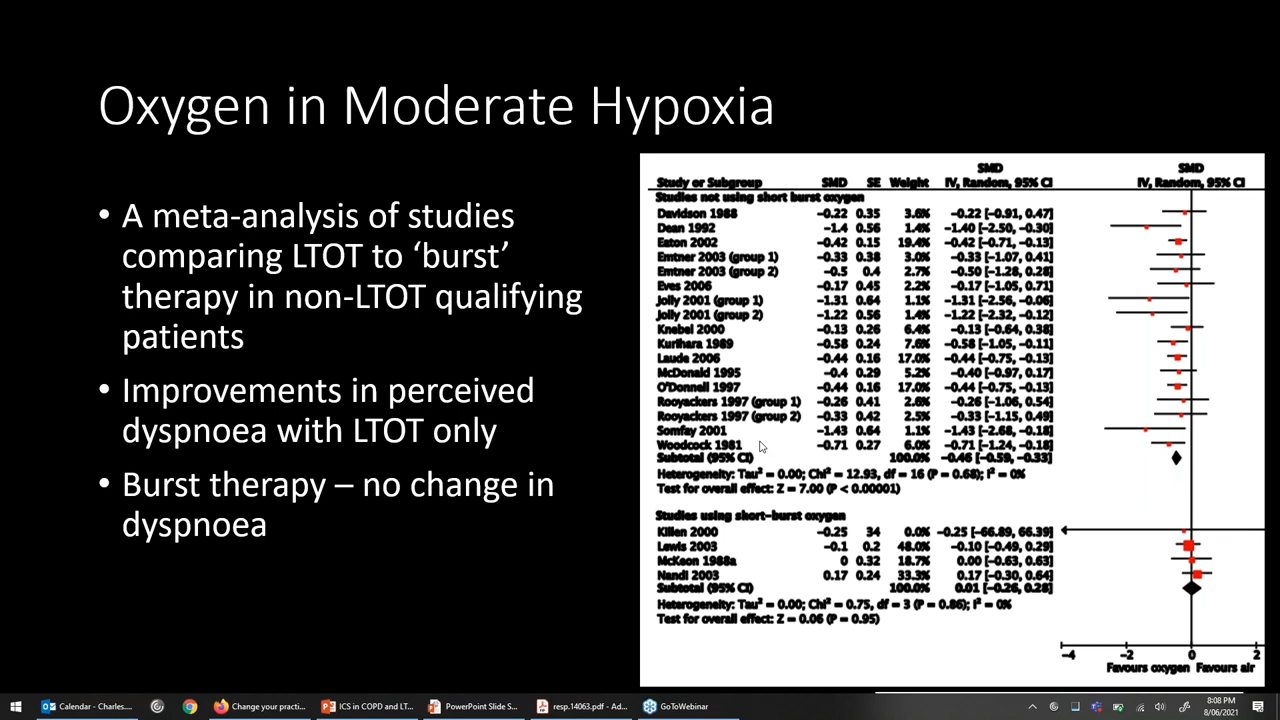 Oxygen in Moderate Hypoxia
• A meta-analysis of studies
comparing LTOT to ‘burst’
therapy in non-LTOT qualifying
patients
• Improvements in perceived
dyspnoea with LTOT only
• Burst therapy – no change in
dyspnoea
SMD SMD
Study or Subgroup SMD SE Weight IV, Random, 95% CI IV, Random, 95% CI
Studies not using short burst oxygen
Davidson 1988 −0.22 0.35 3.6% −0.22 [−0.91, 0.47]
Dean 1992 −1.4 0.56 1.4% −1.40 [−2.50, −0.30]
Eaton 2002 −0.42 0.15 19.4% −0.42 [−0.71, −0.13]
Emtner 2003 (group 1) −0.33 0.38 3.0% −0.33 [−1.07, 0.41]
Emtner 2003 (group 2) −0.5 0.4 2.7% −0.50 [−1.28, 0.28]
Eves 2006 −0.17 0.45 2.2% −0.17 [−1.05, 0.71]
Jolly 2001 (group 1) −1.31 0.64 1.1% −1.31 [−2.56, −0.06]
Jolly 2001 (group 2) −1.22 0.56 1.4% −1.22 [−2.32, −0.12]
Knebel 2000 −0.13 0.26 6.4% −0.13 [−0.64, 0.38]
Kurihara 1989 −0.58 0.24 7.6% −0.58 [−1.05, −0.11]
Laude 2006 −0.44 0.16 17.0% −0.44 [−0.75, −0.13]
McDonald 1995 −0.4 0.29 5.2% −0.40 [−0.97, 0.17]
O'Donnell 1997 −0.44 0.16 17.0% −0.44 [−0.75, −0.13]
Rooyackers 1997 (group 1) −0.26 0.41 2.6% −0.26 [−1.06, 0.54]
Rooyackers 1997 (group 2) −0.33 0.42 2.5% −0.33 [−1.15, 0.49]
Somfay 2001 −1.43 0.64 1.1% −1.43 [−2.68, −0.18]
Woodcock 1981 −0.71 0.27 6.0% −0.71 [−1.24, −0.18]
Subtotal (95% CI) 100.0% −0.46 [−0.59, −0.33]
Heterogeneity: Tau² = 0.00; Chi² = 12.93, df = 16 (P = 0.68); I² = 0%
Test for overall effect: Z = 7.00 (P < 0.00001)
Studies using short-burst oxygen
Killen 2000 −0.25 34 0.0% −0.25 [−66.89, 66.39]
Lewis 2003 −0.1 0.2 48.0% −0.10 [−0.49, 0.29]
McKeon 1988a 0 0.32 18.7% 0.00 [−0.63, 0.63]
Nandi 2003 0.17 0.24 33.3% 0.17 [−0.30, 0.64]
Subtotal (95% CI) 100.0% 0.01 [−0.26, 0.28]
Heterogeneity: Tau² = 0.00; Chi² = 0.75, df = 3 (P = 0.86); I² = 0%
Test for overall effect: Z = 0.06 (P = 0.95)
−4 −2 0 2
Favours oxygen Favours air
Calendar - Charles.... Change your practi... ICS in COPD and LT... PowerPoint Slide S... resp.14063.pdf - Ad... GoToWebinar
8:08 PM
8/06/2021